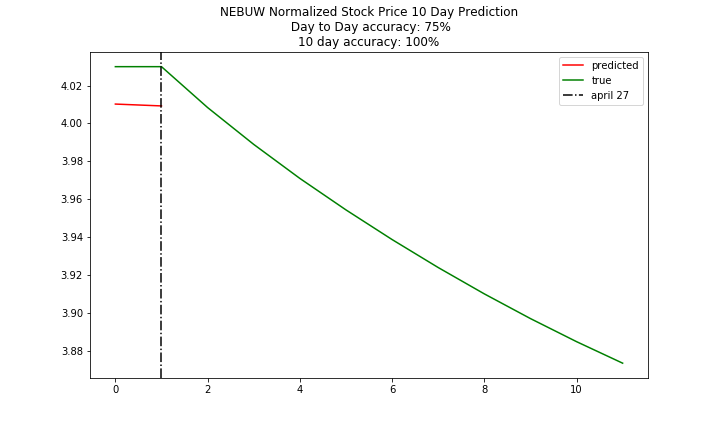 NEBUW Normalized Stock Price 10 Day Prediction
Day to Day accuracy: 75%
10 day accuracy: 100%
predicted
true
april 27
4.02
4.00
3.98
3.96
3.94
3.92
3.90
3.88
0 2 4 6 8 10